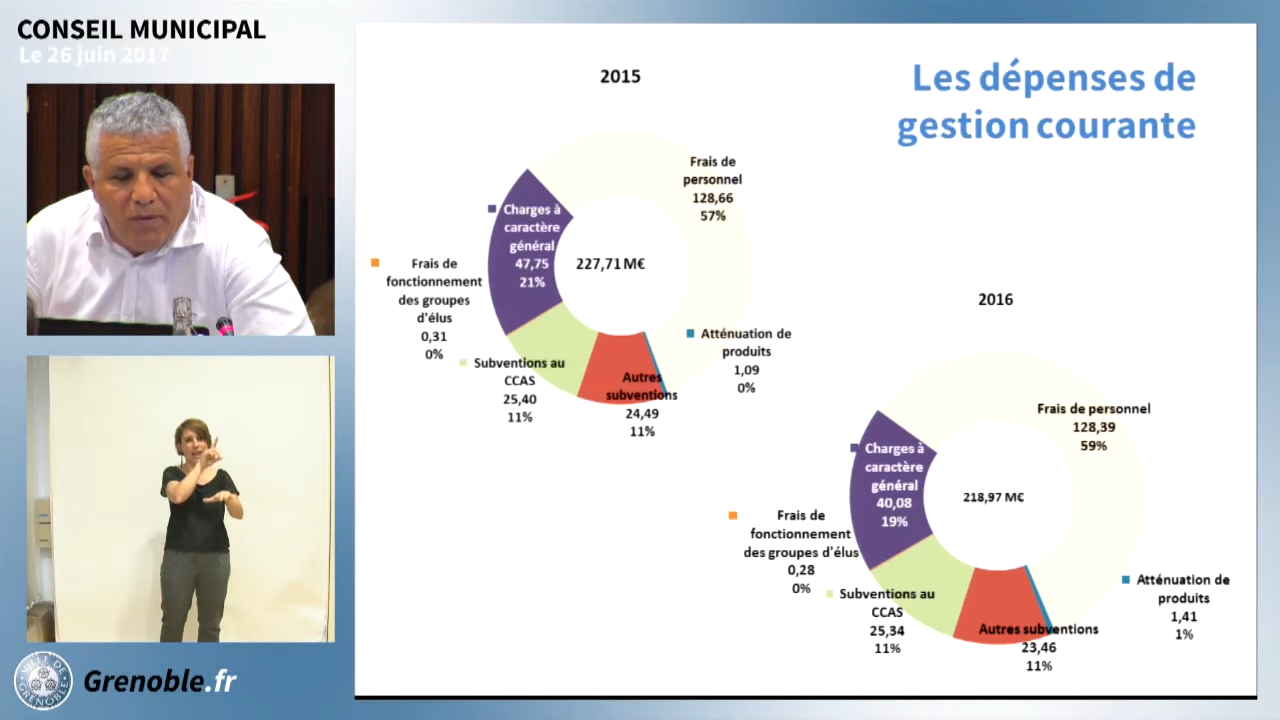 CONSEIL MUNICIPAL
Le 26 juin 2017
Les dépenses de
gestion courante
2015
Frais de
personnel
128,66
57%
Charges à
caractère
général
47,75
21%
227,71 M€
Frais de
fonctionnement
des groupes
d'élus
0,31
0%
Subventions au
CCAS
25,40
11%
Autres
subventions
24,49
11%
Atténuation de
produits
1,09
0%
2016
Frais de personnel
128,39
59%
Charges à
caractère
général
40,08
19%
218,97 M€
Frais de
fonctionnement
des groupes d'élus
0,28
0%
Subventions au
CCAS
25,34
11%
Autres subventions
23,46
11%
Atténuation de
produits
1,41
1%
VILLE DE
GRENOBLE
Grenoble.fr